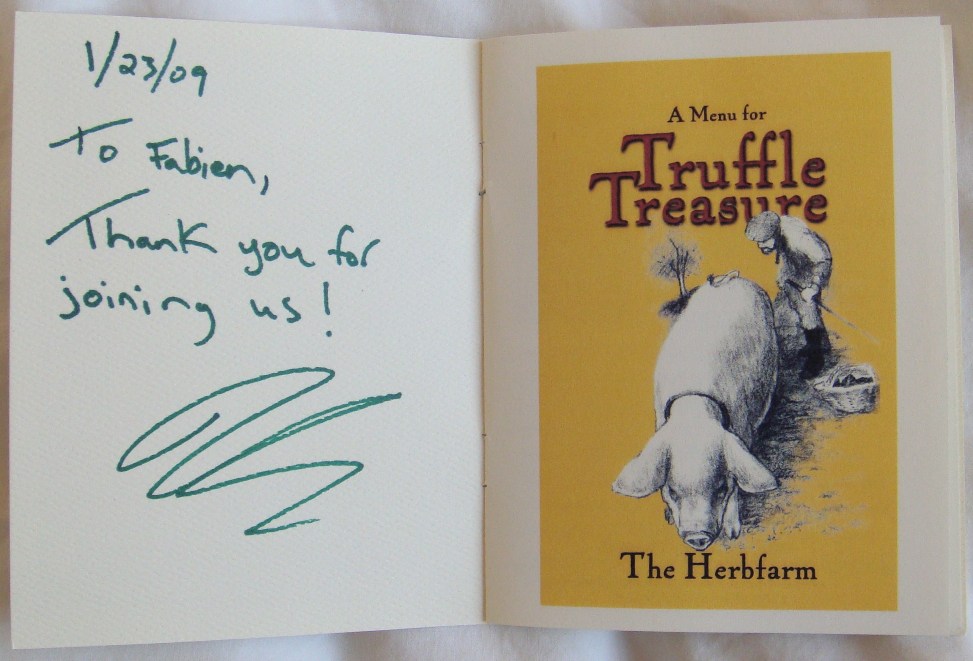 1/23/09
To Fabien,
Thank you for
joining us!
A Menu for
Truffle
Treasure
The Herbfarm